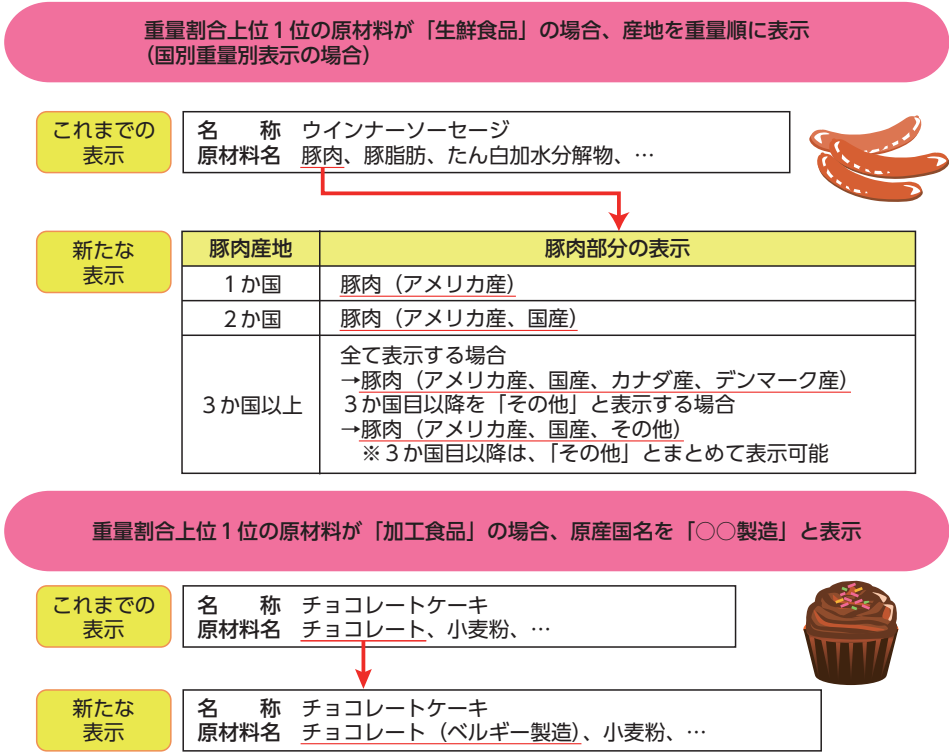 重量割合上位1位の原材料が「生鮮食品」の場合、産地を重量順に表示
(国別重量別表示の場合)
これまでの
表示
名　　称　ウインナーソーセージ
原材料名　豚肉、豚脂肪、たん白加水分解物、…
新たな
表示
豚肉産地　豚肉部分の表示
1か国　豚肉（アメリカ産）
2か国　豚肉（アメリカ産、国産）
3か国以上
全て表示する場合
→豚肉（アメリカ産、国産、カナダ産、デンマーク産）
3か国目以降を「その他」と表示する場合
→豚肉（アメリカ産、国産、その他）
※3か国目以降は、「その他」とまとめて表示可能
重量割合上位1位の原材料が「加工食品」の場合、原産国名を「○○製造」と表示
これまでの
表示
名　　称　チョコレートケーキ
原材料名　チョコレート、小麦粉、…
新たな
表示
名　　称　チョコレートケーキ
原材料名　チョコレート（ベルギー製造）、小麦粉、…